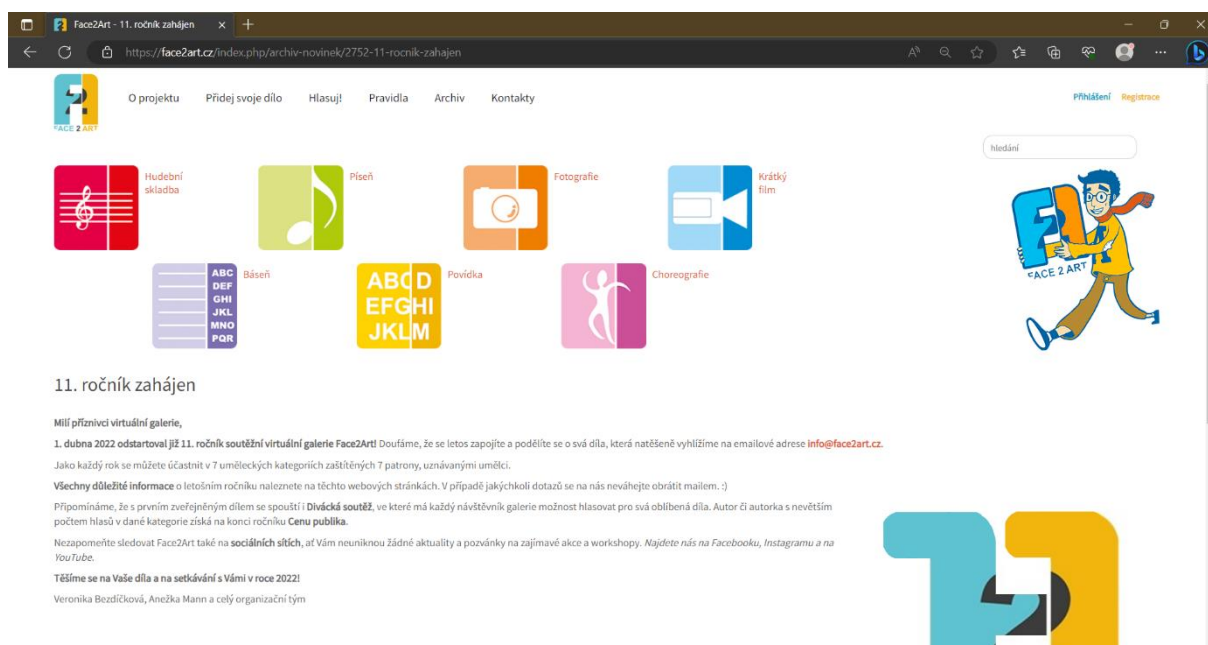 Face2Art - 11. ročník zahájen
https://face2art.cz/index.php/archiv-novinek/2752-11-rocnik-zahajen
FACE 2 ART
O projektu Přidej svoje dílo Hlasuj! Pravidla Archiv Kontakty
Přihlášení Registrace
hledání
Hudební
skladba
Píseň
Fotografie
Krátký
film
FACE 2 ART
ABC
DEF
GHI
JKL
MNO
PQR
Báseň
ABCD
EFGHI
JKLM
Povídka
Choreografie
11. ročník zahájen
Milí příznivci virtuální galerie,
1. dubna 2022 odstartoval již 11. ročník soutěžní virtuální galerie Face2Art! Doufáme, že se letos zapojíte a podělíte se o svá díla, která natěšeně vyhlížíme na emailové adrese info@face2art.cz.
Jako každý rok se můžete účastnit v 7 uměleckých kategoriích zaštítěných 7 patrony, uznávanými umělci.
Všechny důležité informace o letošním ročníku naleznete na těchto webových stránkách. V případě jakýchkoli dotazů se na nás neváhejte obrátit mailem. :)
Připomínáme, že s prvním zveřejněným dílem se spouští i Divácká soutěž, ve které má každý návštěvník galerie možnost hlasovat pro svá oblíbená díla. Autor či autorka s nevětším
počtem hlasů v dané kategorie získá na konci ročníku Cenu publika.
Nezapomeňte sledovat Face2Art také na sociálních sítích, ať Vám neuniknou žádné aktuality a pozvánky na zajímavé akce a workshopy. Najdete nás na Facebooku, Instagramu a na
YouTube.
Těšíme se na Vaše díla a na setkávání s Vámi v roce 2022!
Veronika Bezdíčková, Anežka Mann a celý organizační tým